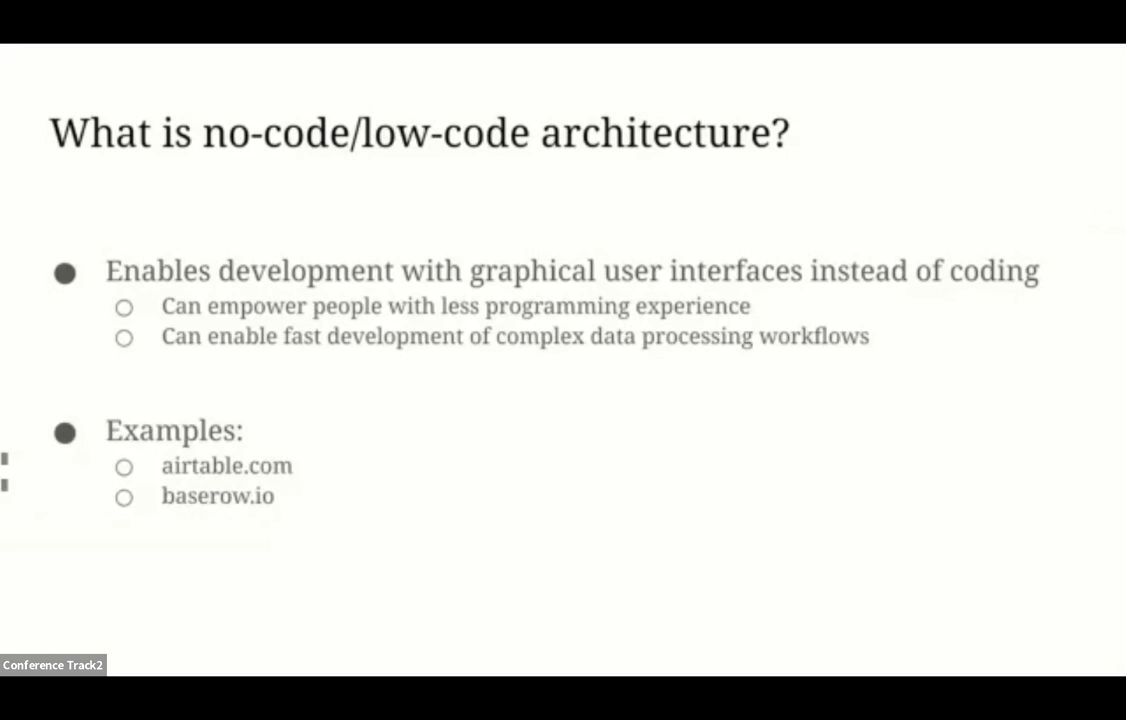 What is no-code/low-code architecture?
Enables development with graphical user interfaces instead of coding
Can empower people with less programming experience
Can enable fast development of complex data processing workflows
Examples:
airtable.com
baserow.io
Conference Track2